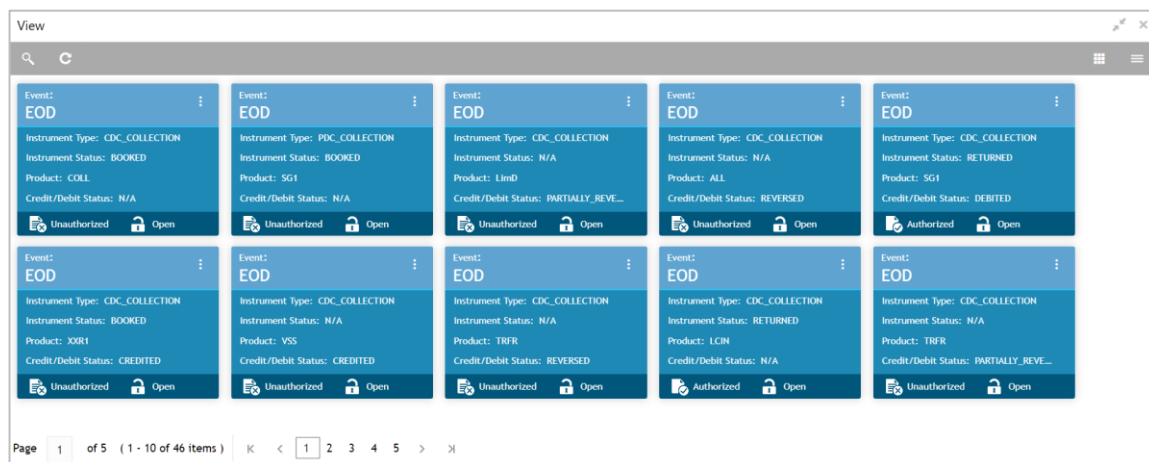 View
Event: Event: Event: Event: Event:
EOD EOD EOD EOD EOD
Instrument Type: CDC_COLLECTION Instrument Type: PDC_COLLECTION Instrument Type: CDC_COLLECTION Instrument Type: CDC_COLLECTION Instrument Type: CDC_COLLECTION
Instrument Status: BOOKED Instrument Status: BOOKED Instrument Status: N/A Instrument Status: N/A Instrument Status: RETURNED
Product: COLL Product: SG1 Product: LimD Product: ALL Product: SG1
Credit/Debit Status: N/A Credit/Debit Status: N/A Credit/Debit Status: PARTIALLY_REVE... Credit/Debit Status: REVERSED Credit/Debit Status: DEBITED
Unauthorized Open Unauthorized Open Unauthorized Open Unauthorized Open Authorized Open
Event: Event: Event: Event: Event:
EOD EOD EOD EOD EOD
Instrument Type: CDC_COLLECTION Instrument Type: CDC_COLLECTION Instrument Type: CDC_COLLECTION Instrument Type: CDC_COLLECTION Instrument Type: CDC_COLLECTION
Instrument Status: BOOKED Instrument Status: N/A Instrument Status: N/A Instrument Status: RETURNED Instrument Status: N/A
Product: XXR1 Product: VSS Product: TRFR Product: LCIN Product: TRFR
Credit/Debit Status: CREDITED Credit/Debit Status: CREDITED Credit/Debit Status: REVERSED Credit/Debit Status: N/A Credit/Debit Status: PARTIALLY_REVE...
Unauthorized Open Unauthorized Open Unauthorized Open Authorized Open Unauthorized Open
Page 1 of 5 (1 - 10 of 46 items) 1 2 3 4 5